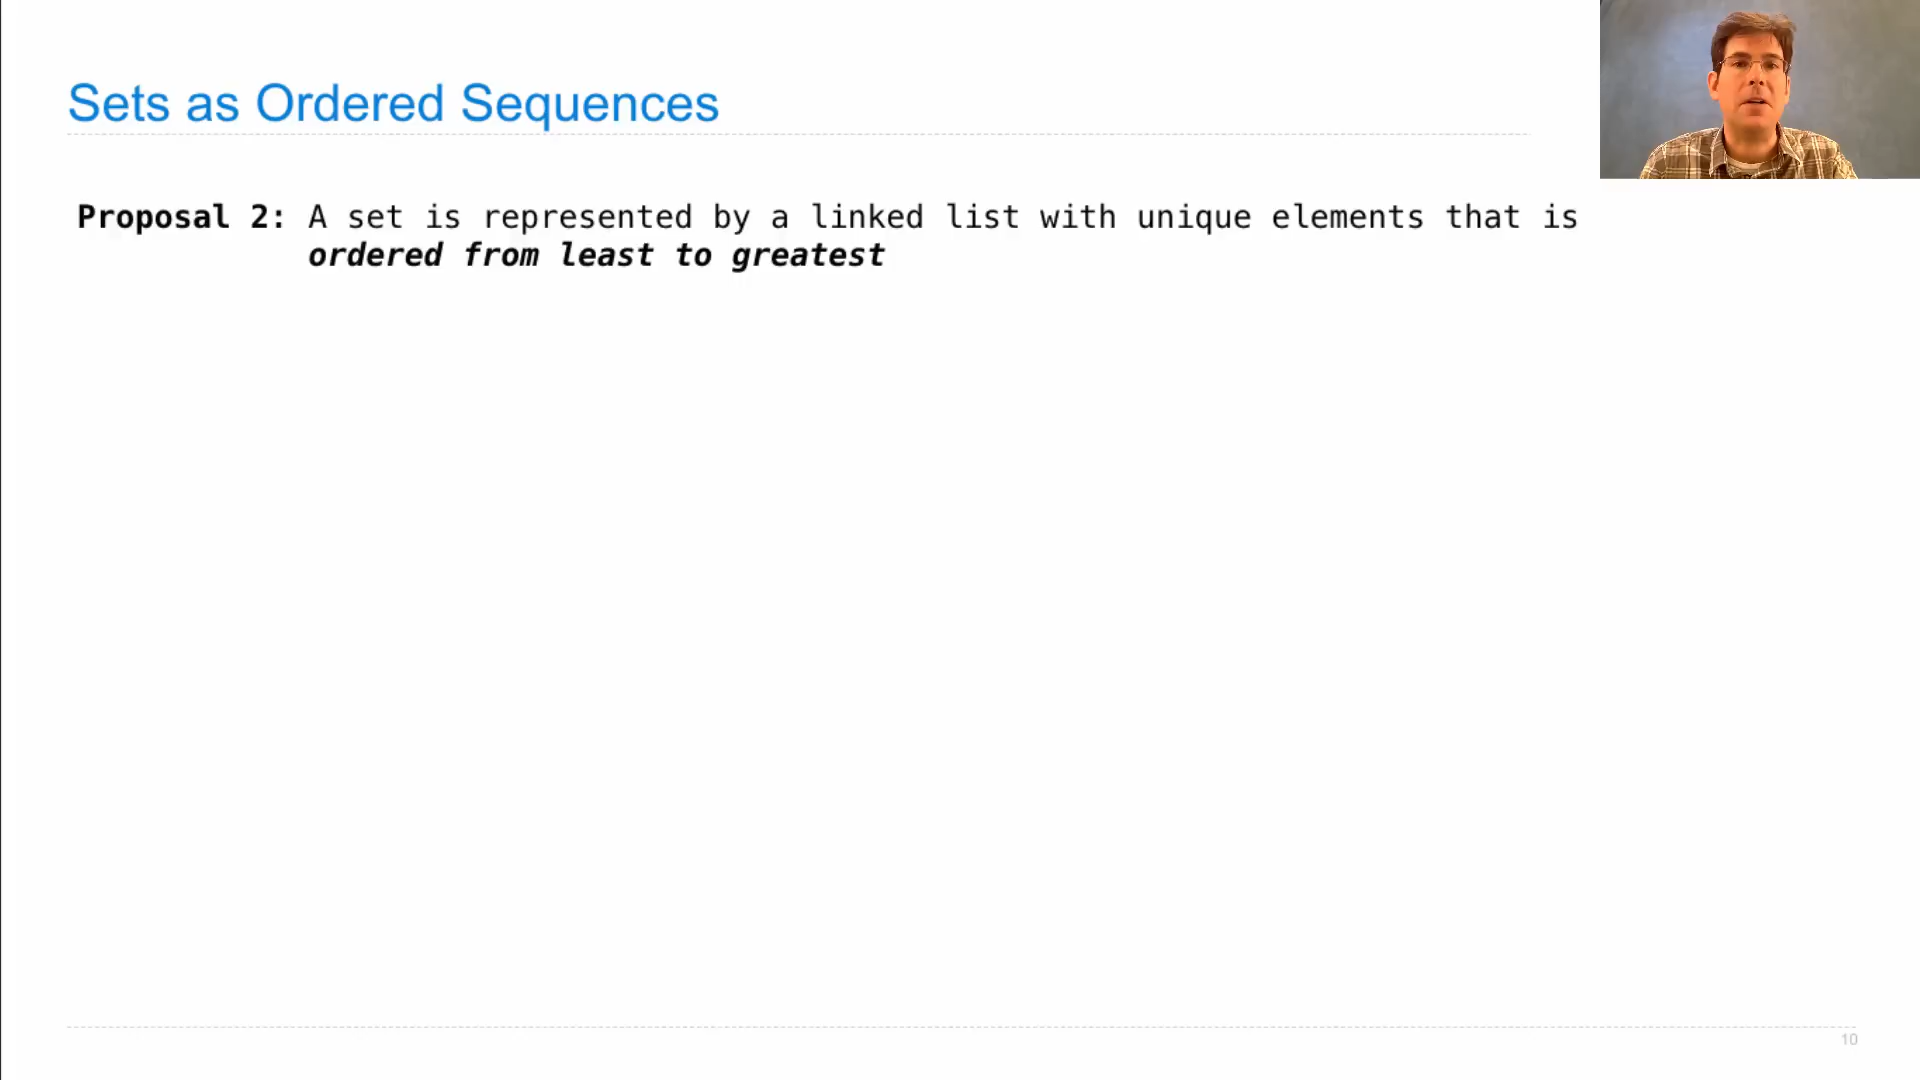 Sets as Ordered Sequences
Proposal 2: A set is represented by a linked list with unique elements that is
ordered from least to greatest
10